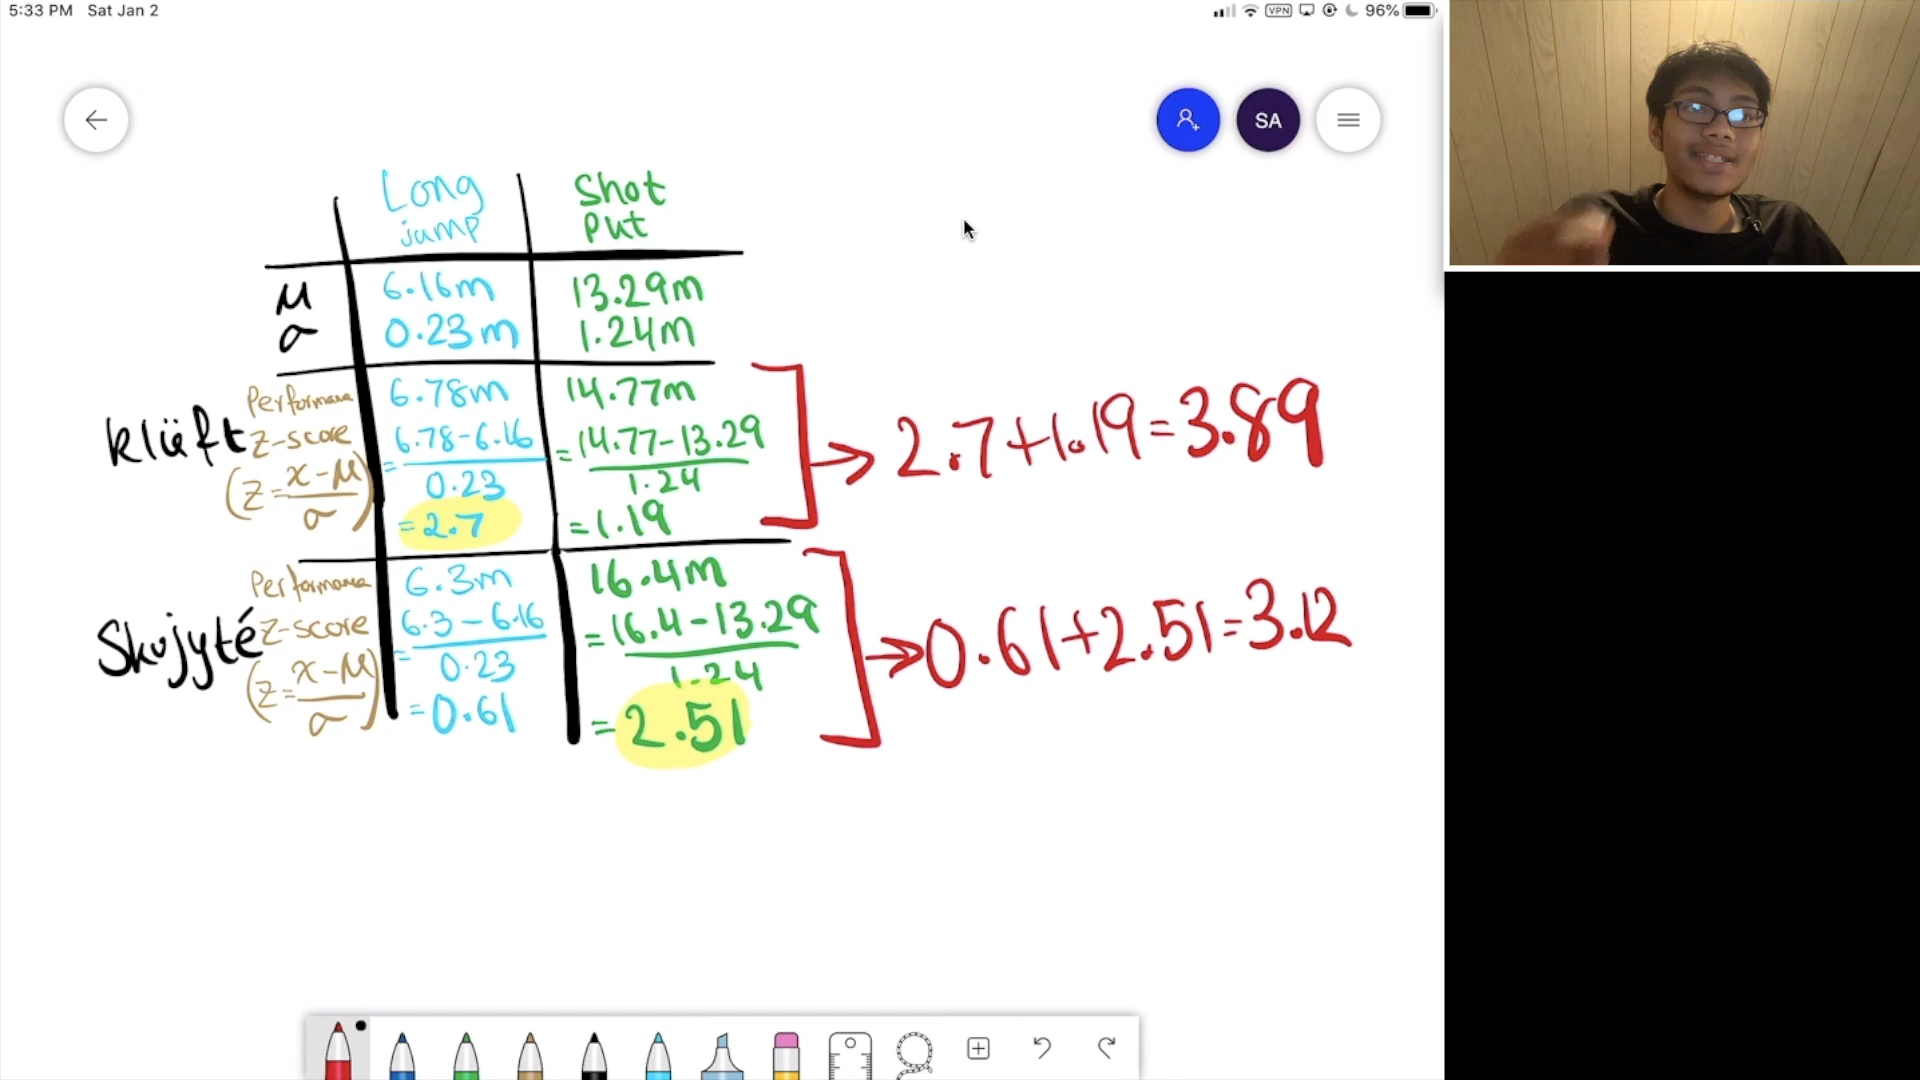 5:33 PM Sat Jan 2
VPN 96%
SA
Long jump
Shot put
μ 6.16m 13.29m
σ 0.23m 1.24m
Klüft
Performance 6.78m 14.77m
z-score = 6.78-6.16 = 14.77-13.29
(z = x-μ 0.23 1.24
σ) = 2.7 = 1.19
→ 2.7+1.19=3.89
Skujyté
Performance 6.3m 16.4m
z-score = 6.3-6.16 = 16.4-13.29
(z = x-μ 0.23 1.24
σ) = 0.61 = 2.51
→ 0.61+2.51=3.12